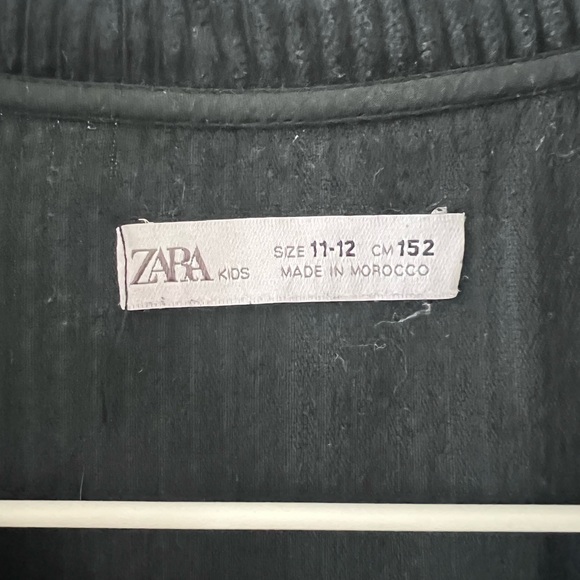 ZARA KIDS
SIZE 11-12 CM 152
MADE IN MOROCCO